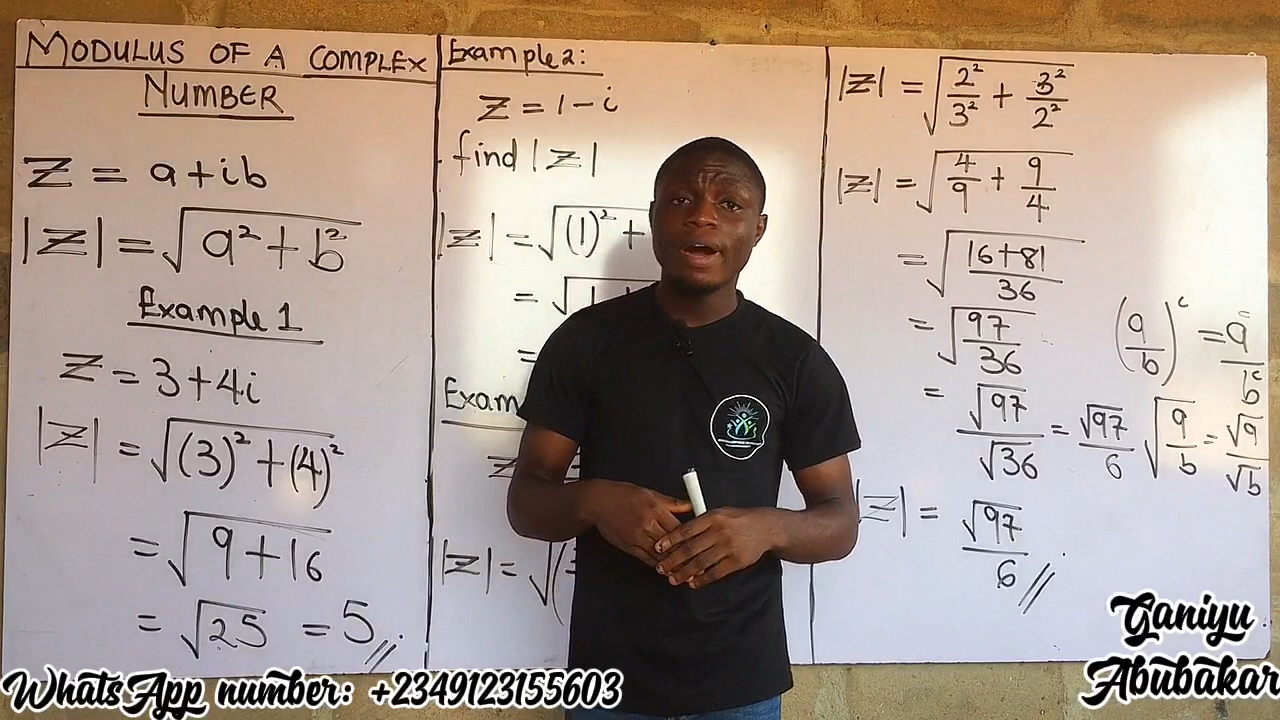 MODULUS OF A COMPLEX
NUMBER
Z = a+ib
|Z| = √(a² + b²)
Example 1
Z = 3+4i
|Z| = √((3)² + (4)²)
= √(9+16)
= √25 = 5//
Example 2:
Z = 1-i
find |Z|
|Z| = √((1)² +
= √
=
Exam
Z
|Z| = √(
|Z| = √(2²/3² + 3²/2²)
|Z| = √(4/9 + 9/4)
= √((16+81)/36)
= √(97/36)
= √97/√36 = √97/6
|Z| = √97/6 //
√(a/b) = √a/√b
WhatsApp number: +2349123155603
Ganiyu
Abubakar